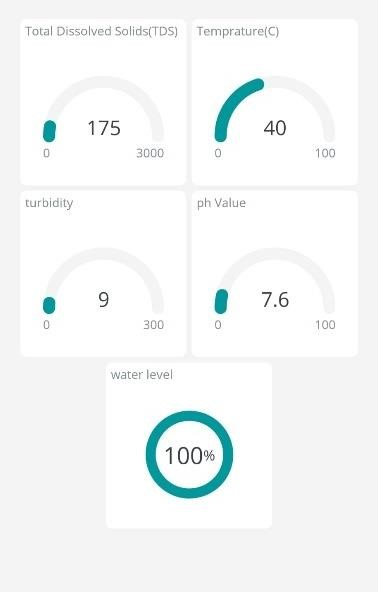 Total Dissolved Solids(TDS)
175
0 3000
Temprature(C)
40
0 100
turbidity
9
0 300
ph Value
7.6
0 100
water level
100%